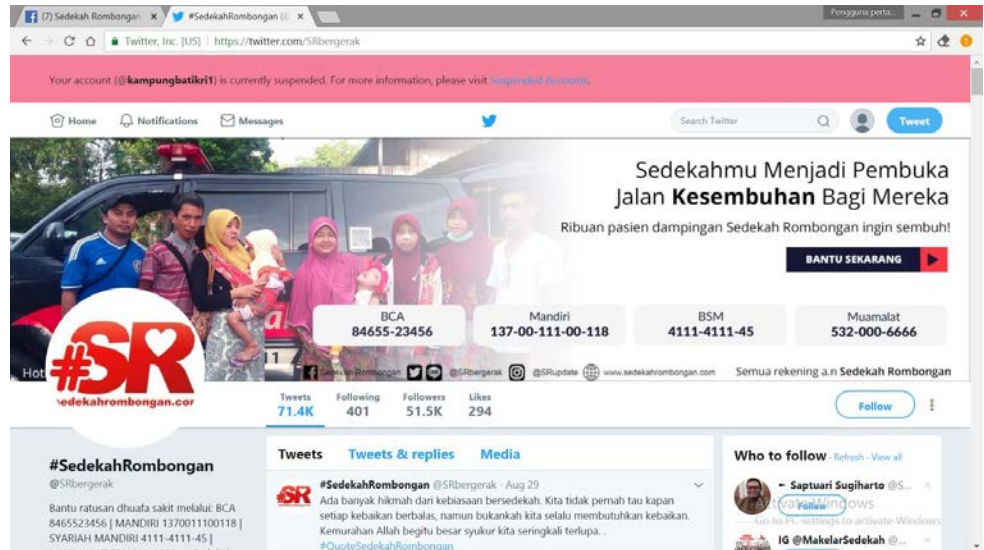 (7) Sedekah Rombongan
#SedekahRombongan (
Pengguna perta...
Twitter, Inc. [US] https://twitter.com/SRbergerak
Your account (@kampungbatikri1) is currently suspended. For more information, please visit Suspended Accounts.
Home Notifications Messages Search Twitter Tweet
Sedekahmu Menjadi Pembuka
Jalan Kesembuhan Bagi Mereka
Ribuan pasien dampingan Sedekah Rombongan ingin sembuh!
BANTU SEKARANG
BCA
84655-23456
Mandiri
137-00-111-00-118
BSM
4111-4111-45
Muamalat
532-000-6666
Hot
11
Sedekah Rombongan @SRbergerak @SRupdate www.sedekahrombongan.com Semua rekening a.n Sedekah Rombongan
#SR
sedekahrombongan.cor
Tweets Following Followers Likes
71.4K 401 51.5K 294
Follow
#SedekahRombongan
@SRbergerak
Bantu ratusan dhuafa sakit melalui: BCA
8465523456 | MANDIRI 1370011100118 |
SYARIAH MANDIRI 4111-4111-45 |
Tweets Tweets & replies Media
#SR
#SedekahRombongan @SRbergerak · Aug 29
Ada banyak hikmah dari kebiasaan bersedekah. Kita tidak pernah tau kapan
setiap kebaikan berbalas, namun bukankah kita selalu membutuhkan kebaikan.
Kemurahan Allah begitu besar syukur kita seringkali terlupa. .
#QuoteSedekahRombongan
Who to follow · Refresh · View all
Saptuari Sugiharto @S...
Follow
Activate Windows
Go to PC settings to activate Windows
IG @MakelarSedekah @...